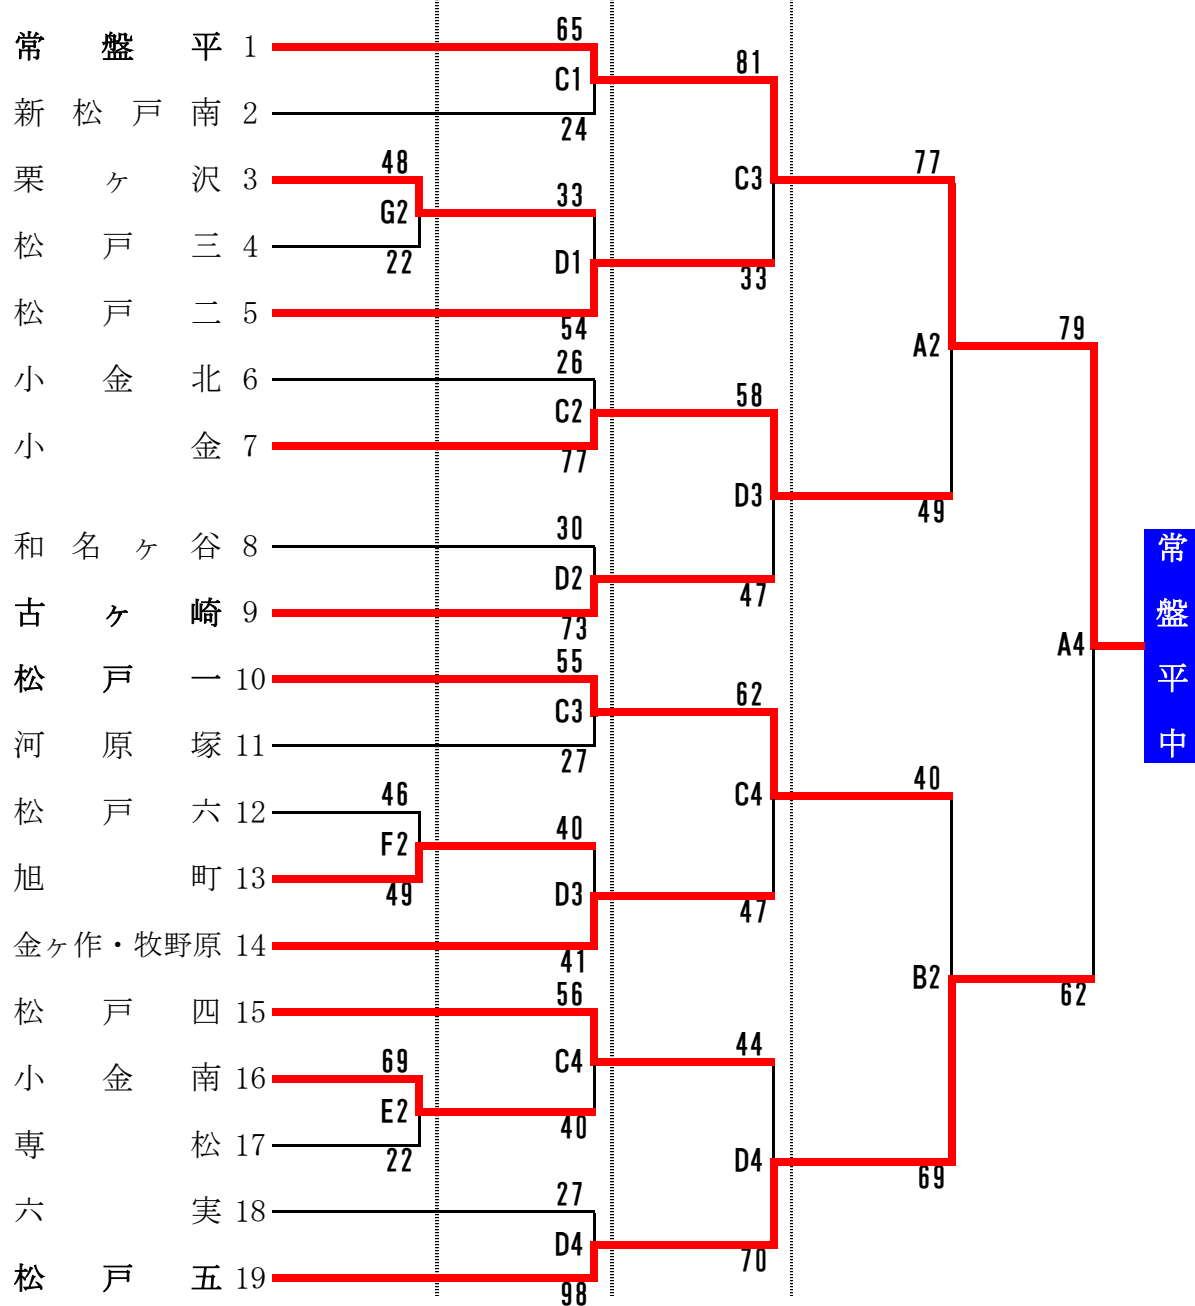 常盤平 1
65
C1
81
新松戸南 2
24
栗ヶ沢 3
48
G2
33
C3
77
松戸三 4
22
D1
33
松戸二 5
54
79
A2
小金北 6
26
C2
58
小金 7
77
D3
49
和名ヶ谷 8
30
D2
47
古ヶ崎 9
73
常盤平中
A4
松戸一 10
55
C3
62
河原塚 11
27
C4
40
松戸六 12
46
F2
40
旭町 13
49
D3
47
金ヶ作・牧野原 14
41
B2
62
松戸四 15
56
C4
44
小金南 16
69
E2
40
専松 17
22
D4
69
六実 18
27
D4
70
松戸五 19
98